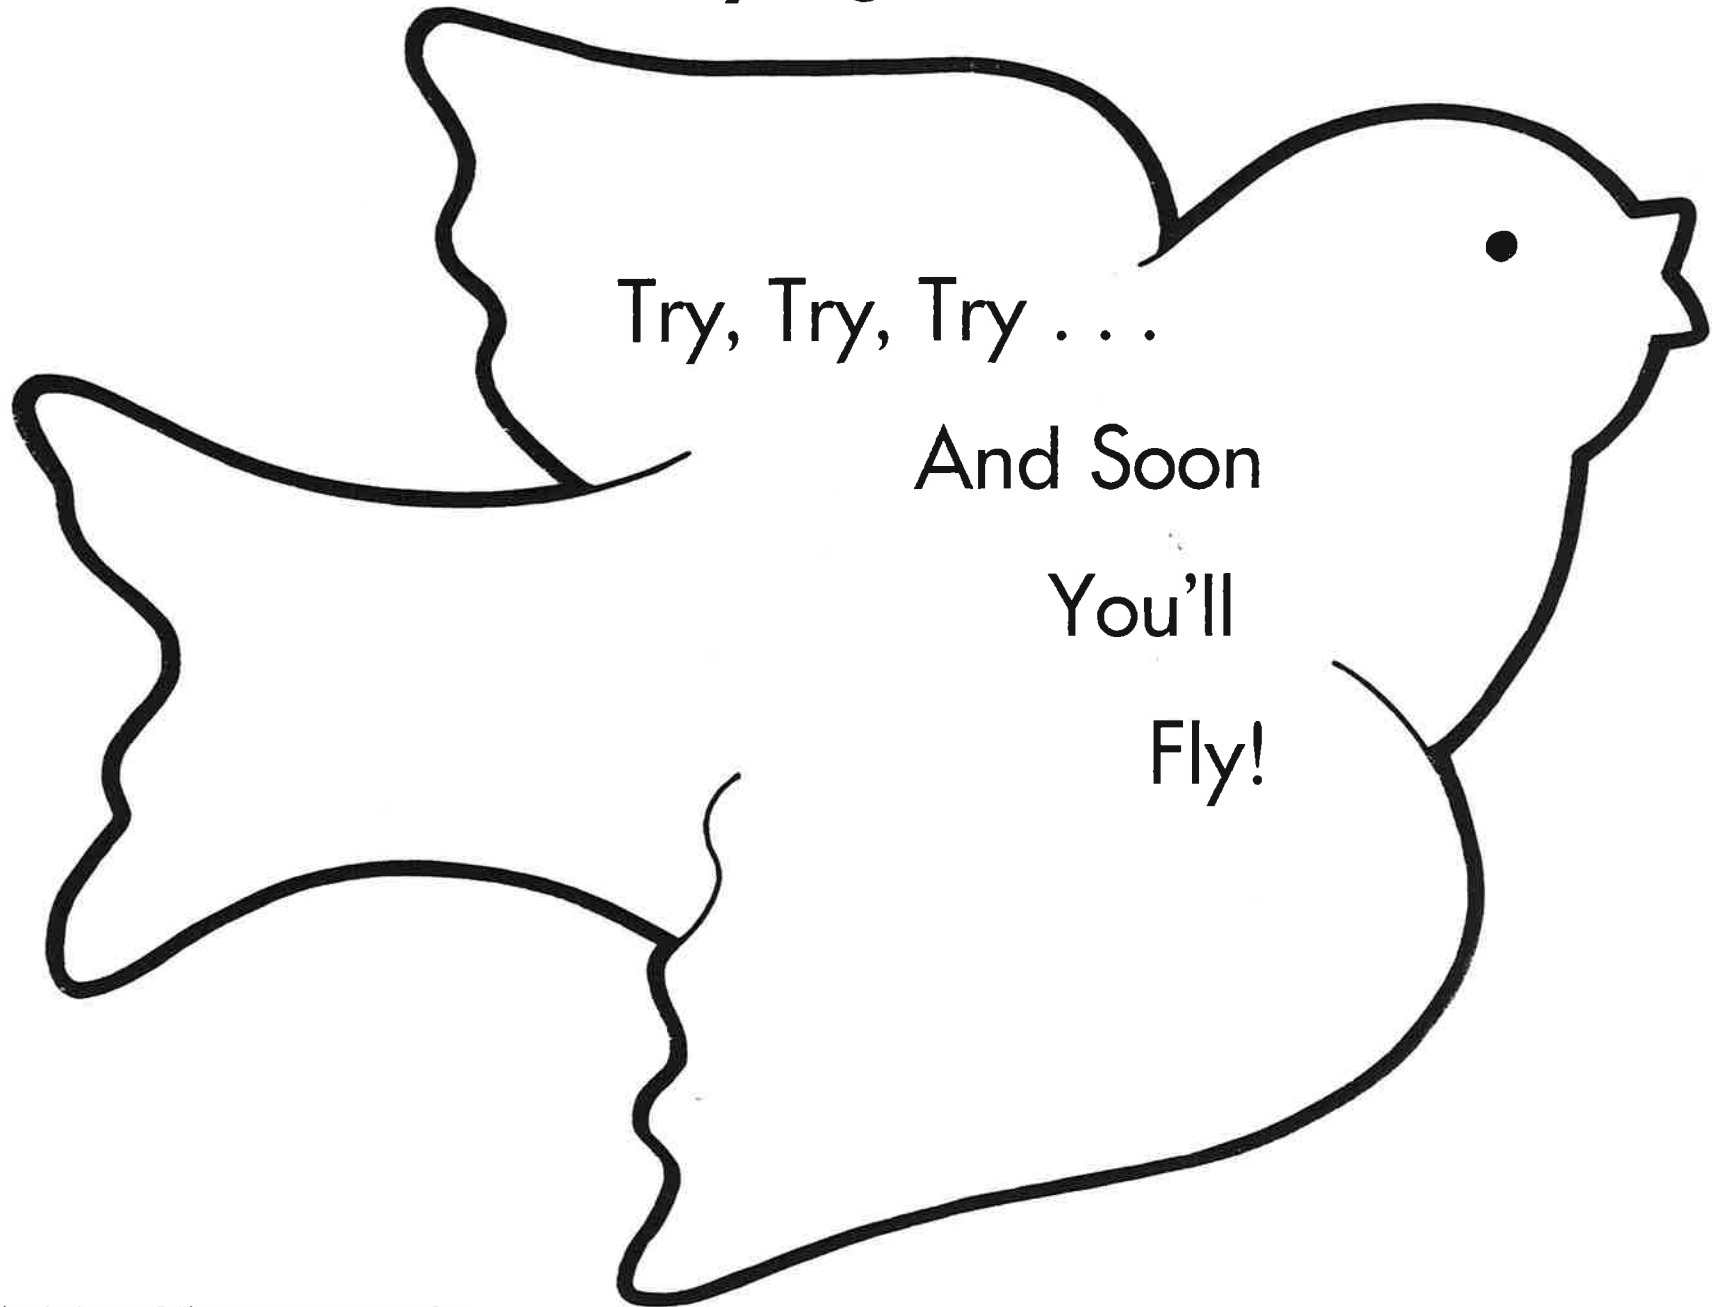 Try, Try, Try . . .
And Soon
You'll
Fly!